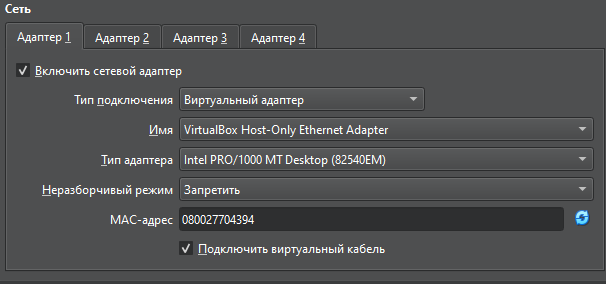 Сеть
Адаптер 1 Адаптер 2 Адаптер 3 Адаптер 4
Включить сетевой адаптер
Тип подключения Виртуальный адаптер
Имя VirtualBox Host-Only Ethernet Adapter
Тип адаптера Intel PRO/1000 MT Desktop (82540EM)
Неразборчивый режим Запретить
MAC-адрес 080027704394
Подключить виртуальный кабель